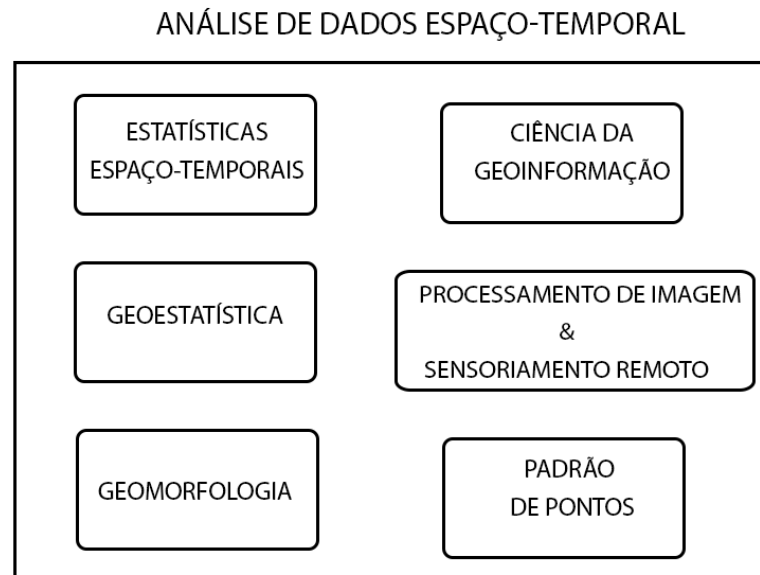 ANÁLISE DE DADOS ESPAÇO-TEMPORAL
ESTATÍSTICAS
ESPAÇO-TEMPORAIS
CIÊNCIA DA
GEOINFORMAÇÃO
GEOESTATÍSTICA
PROCESSAMENTO DE IMAGEM
&
SENSORIAMENTO REMOTO
GEOMORFOLOGIA
PADRÃO
DE PONTOS